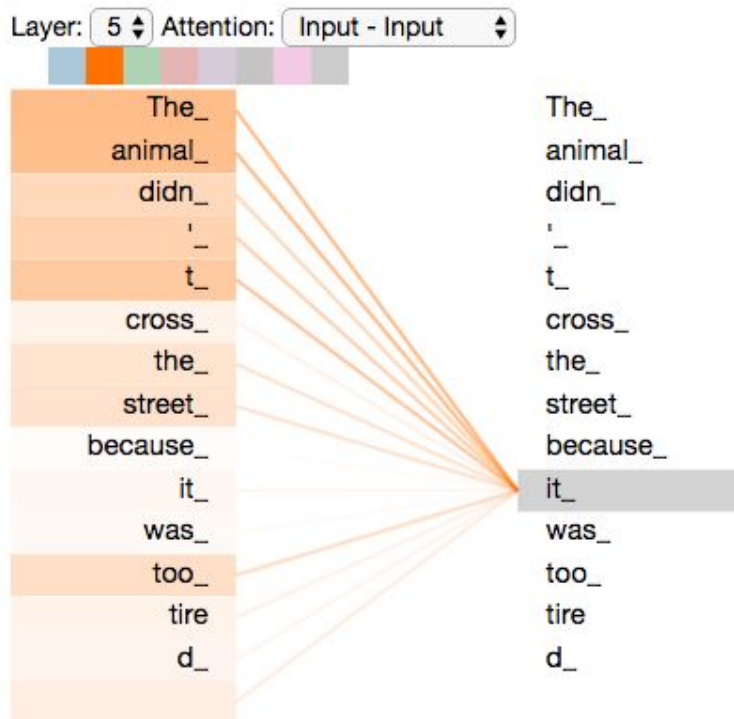 Layer: 5 Attention: Input - Input
The_ The_
animal_ animal_
didn_ didn_
'_ '_
t_ t_
cross_ cross_
the_ the_
street_ street_
because_ because_
it_ it_
was_ was_
too_ too_
tire tire
d_ d_